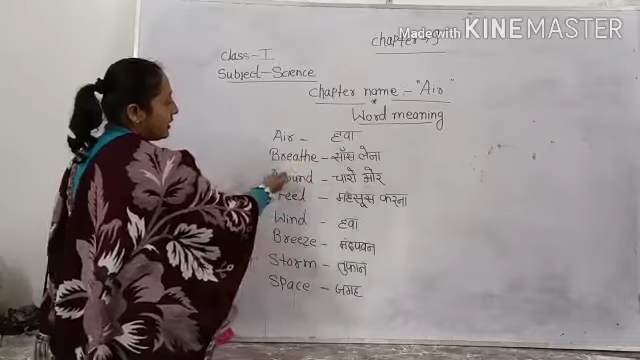 Made with KINEMASTER
Class-I
Subject-Science
Chapter name - "Air"
Word meaning
Air - हवा
Breathe - साँस लेना
चारो ओर
महसूस करना
Wind - हवा
Breeze - मंदपवन
Storm - तुफान
Space - जगह